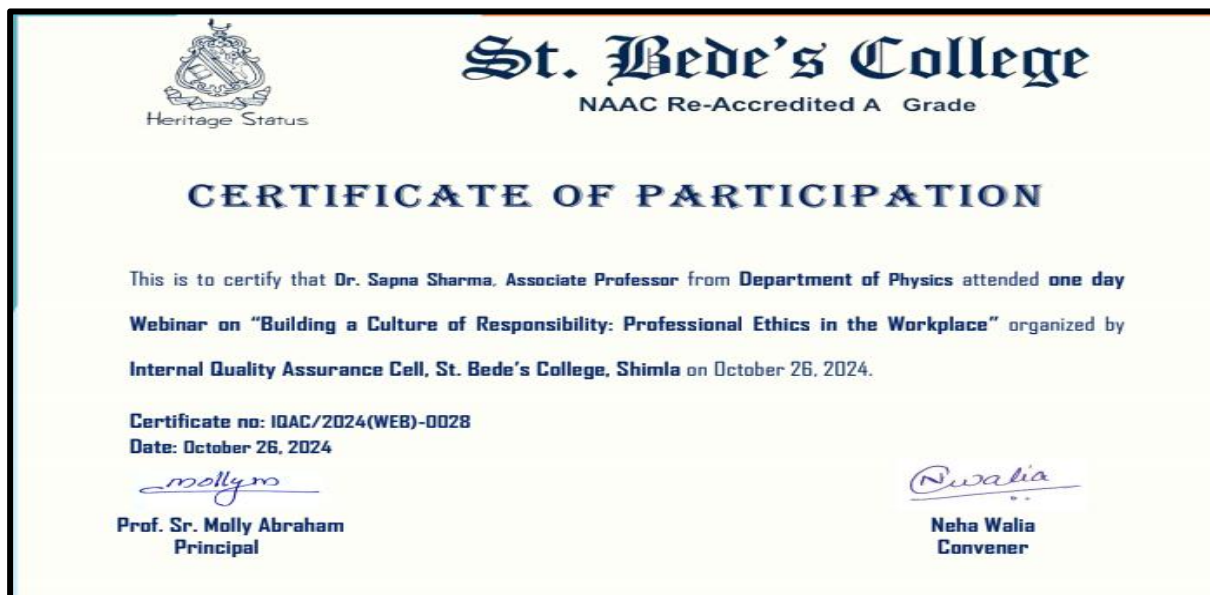 St. Bede's College
NAAC Re-Accredited A Grade
Heritage Status
CERTIFICATE OF PARTICIPATION
This is to certify that Dr. Sapna Sharma, Associate Professor from Department of Physics attended one day
Webinar on “Building a Culture of Responsibility: Professional Ethics in the Workplace” organized by
Internal Quality Assurance Cell, St. Bede's College, Shimla on October 26, 2024.
Certificate no: IQAC/2024(WEB)-0028
Date: October 26, 2024
mollym
Nwalia
Prof. Sr. Molly Abraham
Neha Walia
Principal
Convener